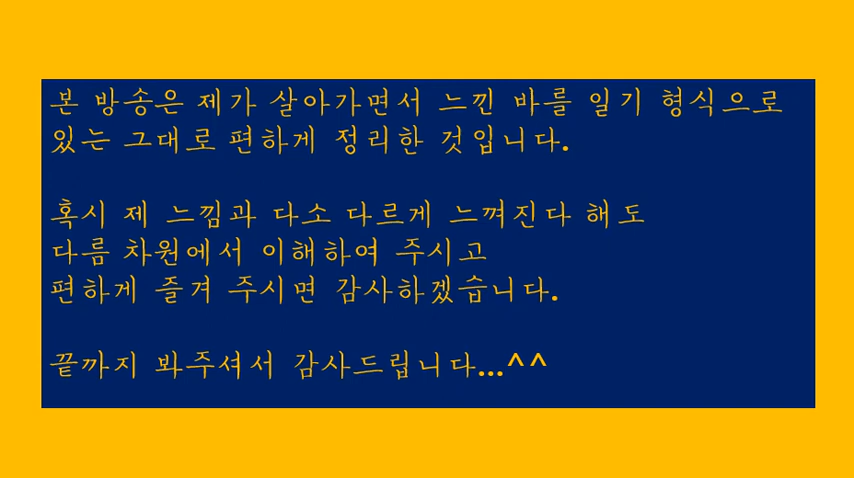 본 방송은 제가 살아가면서 느낀 바를 일기 형식으로
있는 그대로 편하게 정리한 것입니다.
혹시 제 느낌과 다소 다르게 느껴진다 해도
다름 차원에서 이해하여 주시고
편하게 즐겨 주시면 감사하겠습니다.
끝까지 봐주셔서 감사드립니다...^^